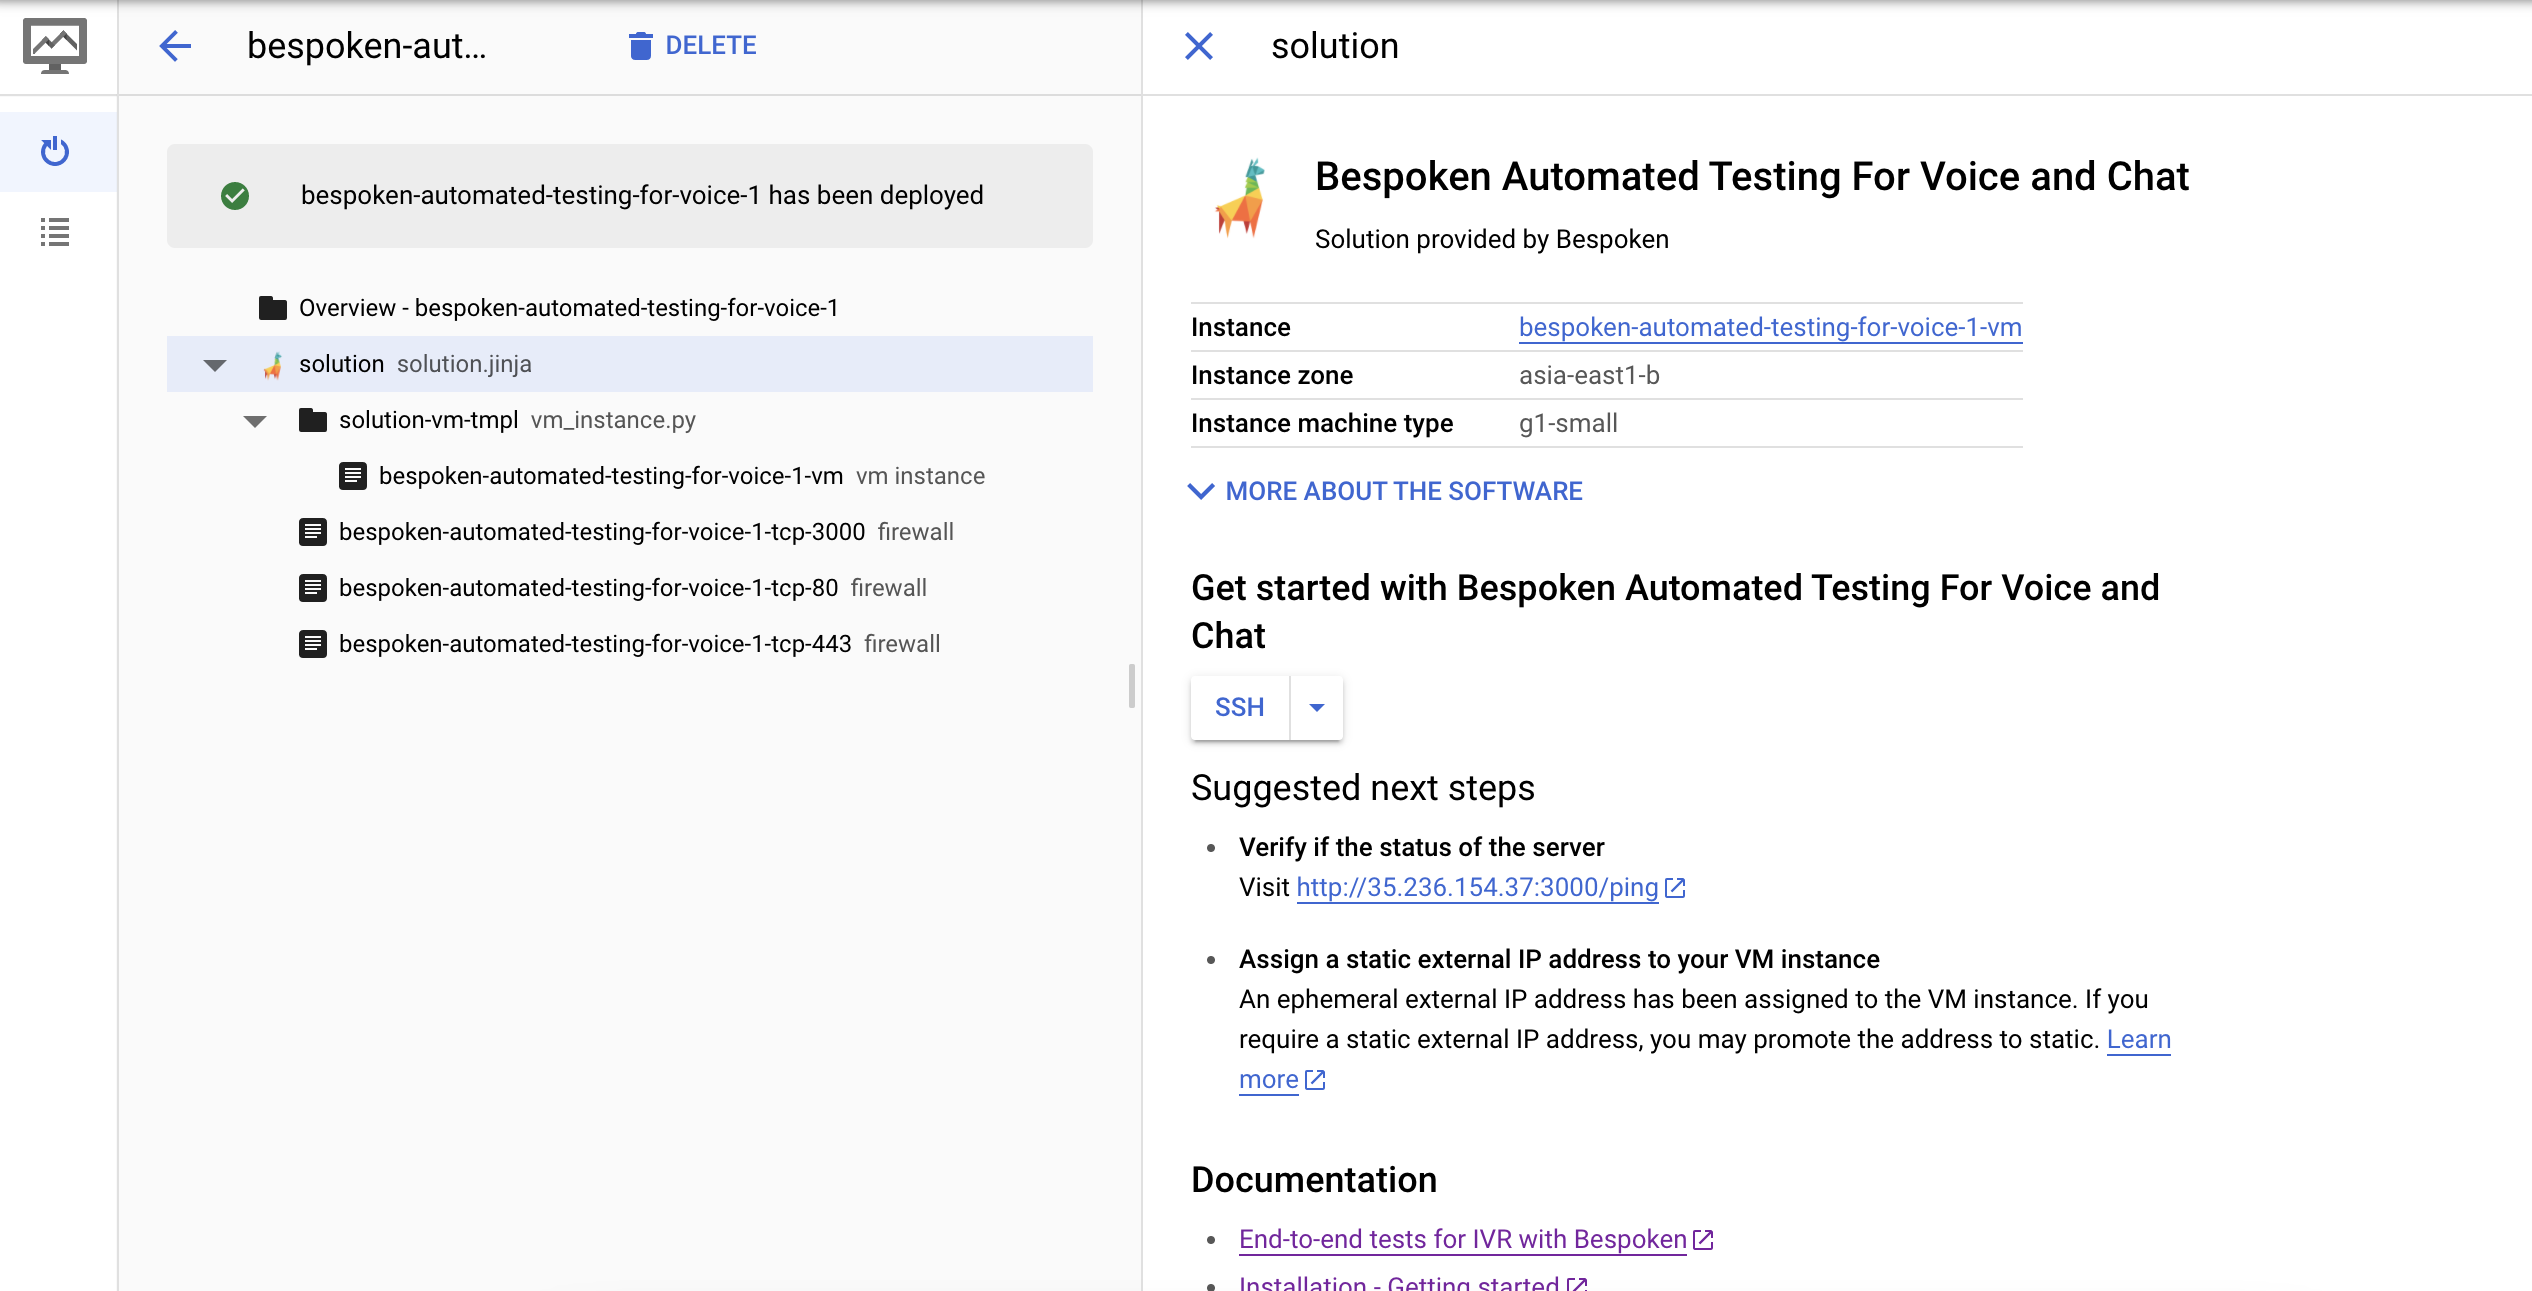 bespoken-aut...
DELETE
bespoken-automated-testing-for-voice-1 has been deployed
Overview - bespoken-automated-testing-for-voice-1
solution solution.jinja
solution-vm-tmpl vm_instance.py
bespoken-automated-testing-for-voice-1-vm vm instance
bespoken-automated-testing-for-voice-1-tcp-3000 firewall
bespoken-automated-testing-for-voice-1-tcp-80 firewall
bespoken-automated-testing-for-voice-1-tcp-443 firewall
solution
Bespoken Automated Testing For Voice and Chat
Solution provided by Bespoken
Instance bespoken-automated-testing-for-voice-1-vm
Instance zone asia-east1-b
Instance machine type g1-small
MORE ABOUT THE SOFTWARE
Get started with Bespoken Automated Testing For Voice and
Chat
SSH
Suggested next steps
Verify if the status of the server
Visit http://35.236.154.37:3000/ping
Assign a static external IP address to your VM instance
An ephemeral external IP address has been assigned to the VM instance. If you
require a static external IP address, you may promote the address to static. Learn
more
Documentation
End-to-end tests for IVR with Bespoken
Installation - Getting started